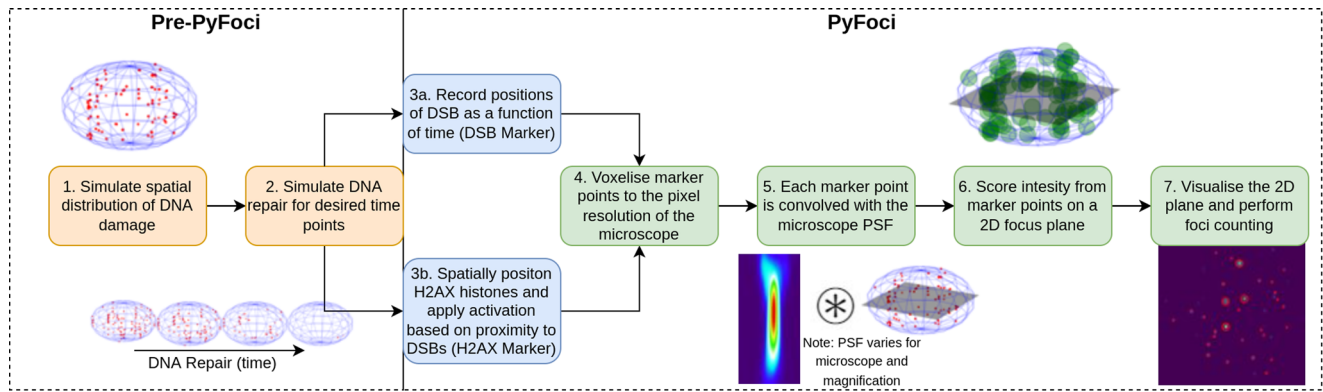 Pre-PyFoci
PyFoci
1. Simulate spatial
distribution of DNA
damage
2. Simulate DNA
repair for desired time
points
DNA Repair (time)
3a. Record positions
of DSB as a function
of time (DSB Marker)
3b. Spatially positon
H2AX histones and
apply activation
based on proximity to
DSBs (H2AX Marker)
4. Voxelise marker
points to the pixel
resolution of the
microscope
5. Each marker point
is convolved with the
microscope PSF
Note: PSF varies for
microscope and
magnification
6. Score intesity from
marker points on a
2D focus plane
7. Visualise the 2D
plane and perform
foci counting